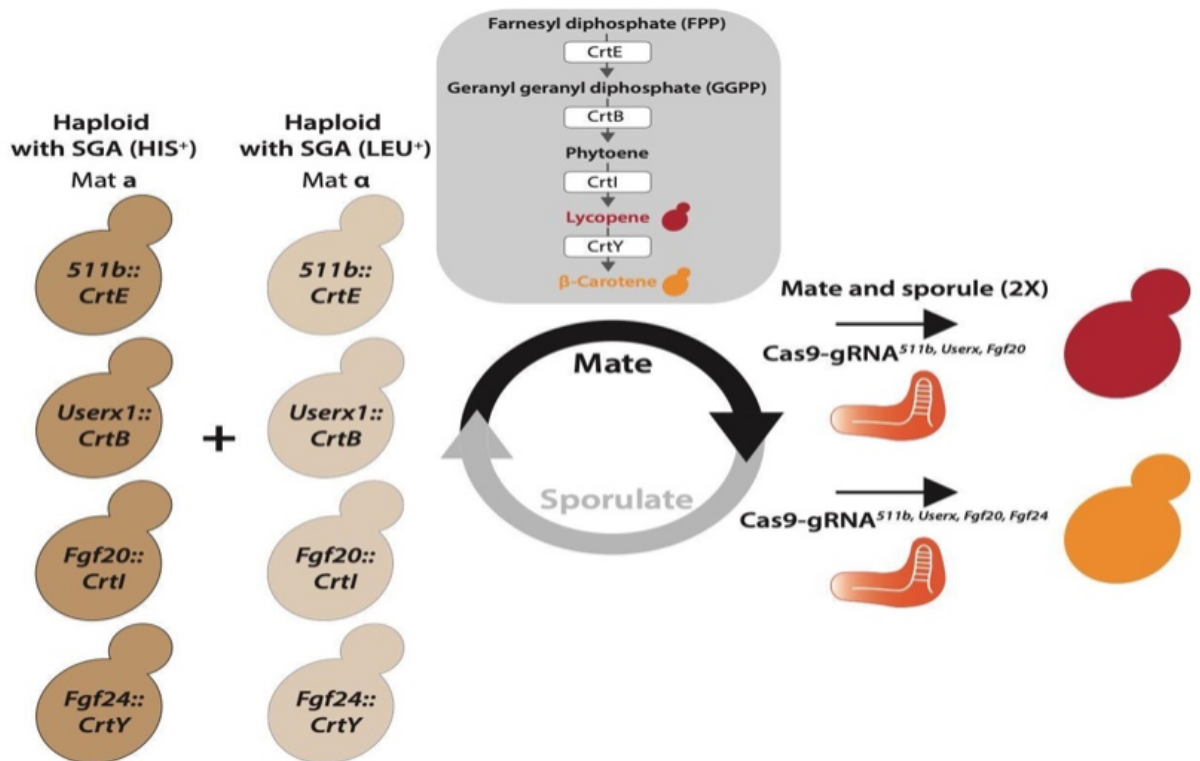 Farnesyl diphosphate (FPP)
CrtE
Geranyl geranyl diphosphate (GGPP)
CrtB
Phytoene
CrtI
Lycopene
CrtY
β-Carotene
Haploid
with SGA (HIS⁺)
Mat a
511b::
CrtE
Userx1::
CrtB
Fgf20::
CrtI
Fgf24::
CrtY
+
Haploid
with SGA (LEU⁺)
Mat α
511b::
CrtE
Userx1::
CrtB
Fgf20::
CrtI
Fgf24::
CrtY
Mate
Sporulate
Mate and sporule (2X)
Cas9-gRNA511b, Userx, Fgf20
Cas9-gRNA511b, Userx, Fgf20, Fgf24